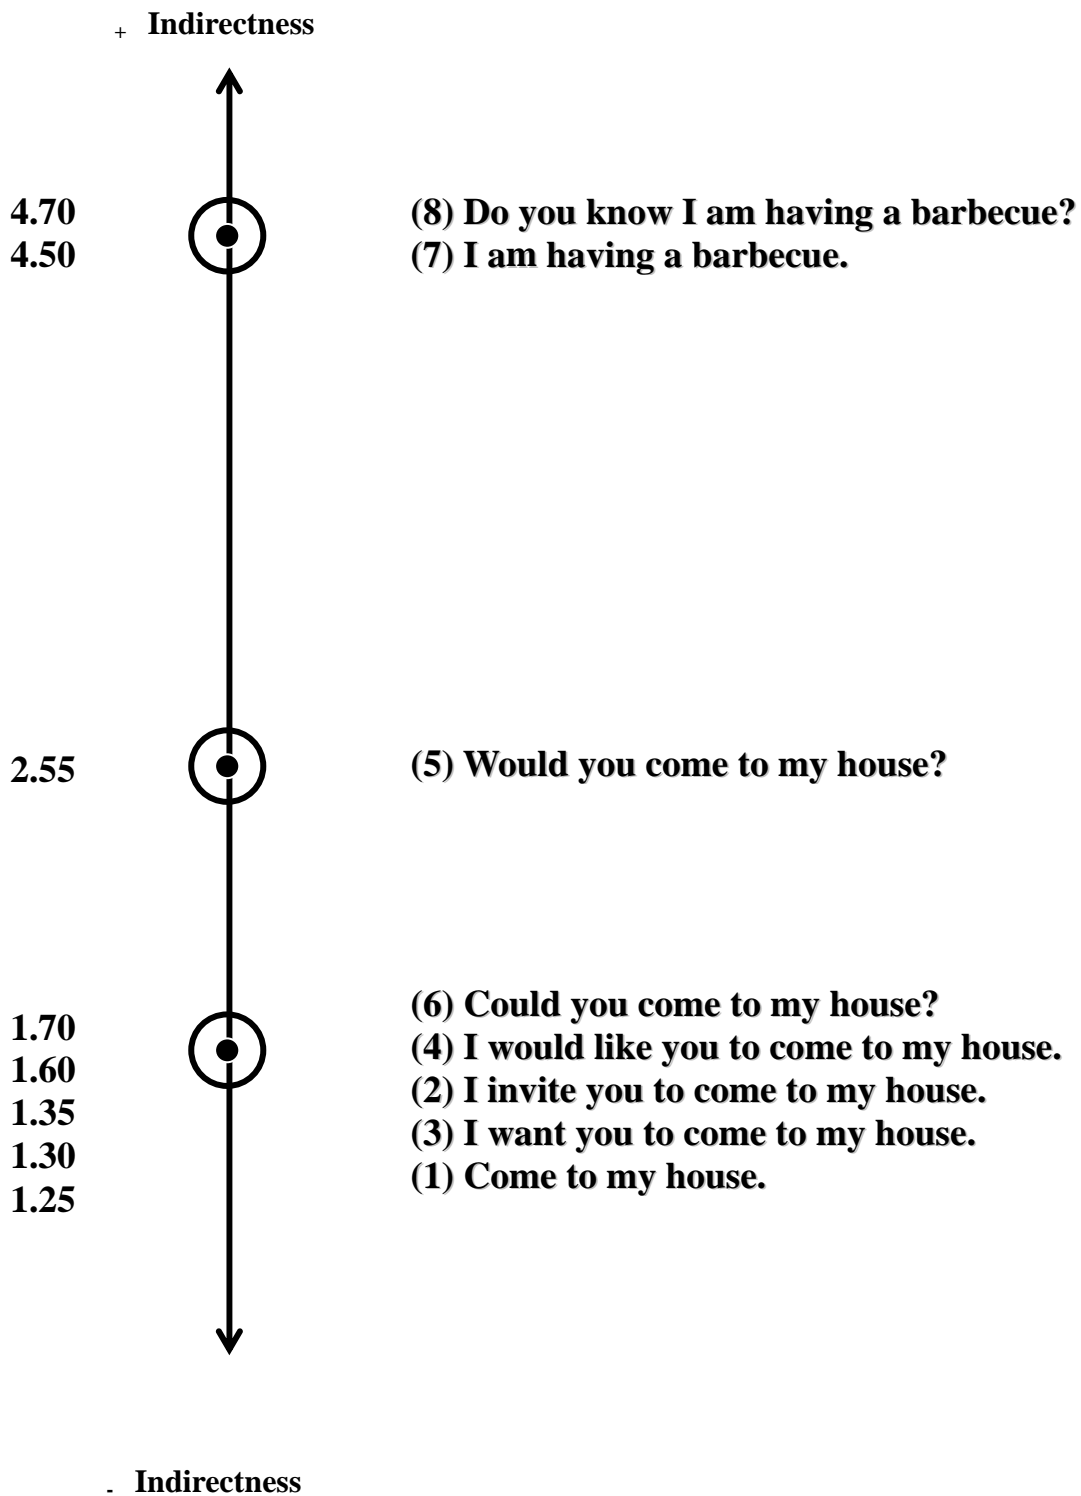 + Indirectness
4.70 (8) Do you know I am having a barbecue?
4.50 (7) I am having a barbecue.
2.55 (5) Would you come to my house?
1.70 (6) Could you come to my house?
1.60 (4) I would like you to come to my house.
1.35 (2) I invite you to come to my house.
1.30 (3) I want you to come to my house.
1.25 (1) Come to my house.
- Indirectness